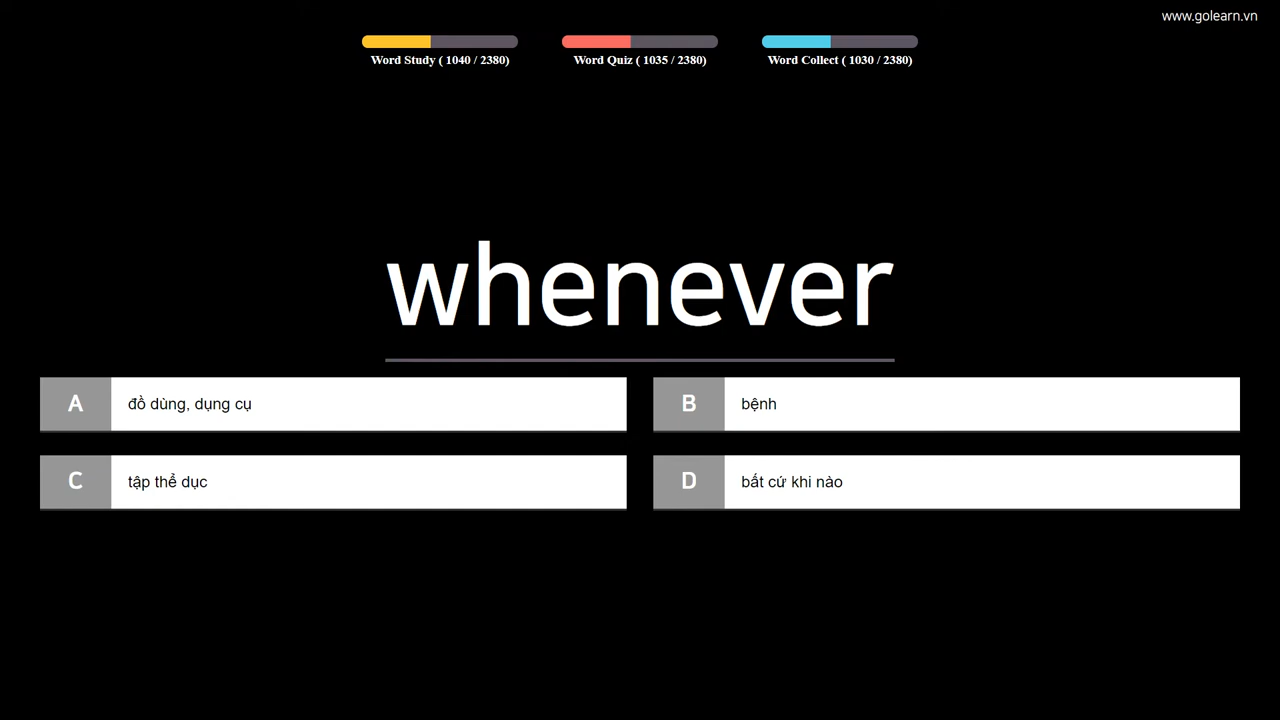 www.golearn.vn
Word Study ( 1040 / 2380)
Word Quiz ( 1035 / 2380)
Word Collect ( 1030 / 2380)
whenever
A đồ dùng, dụng cụ
B bệnh
C tập thể dục
D bất cứ khi nào